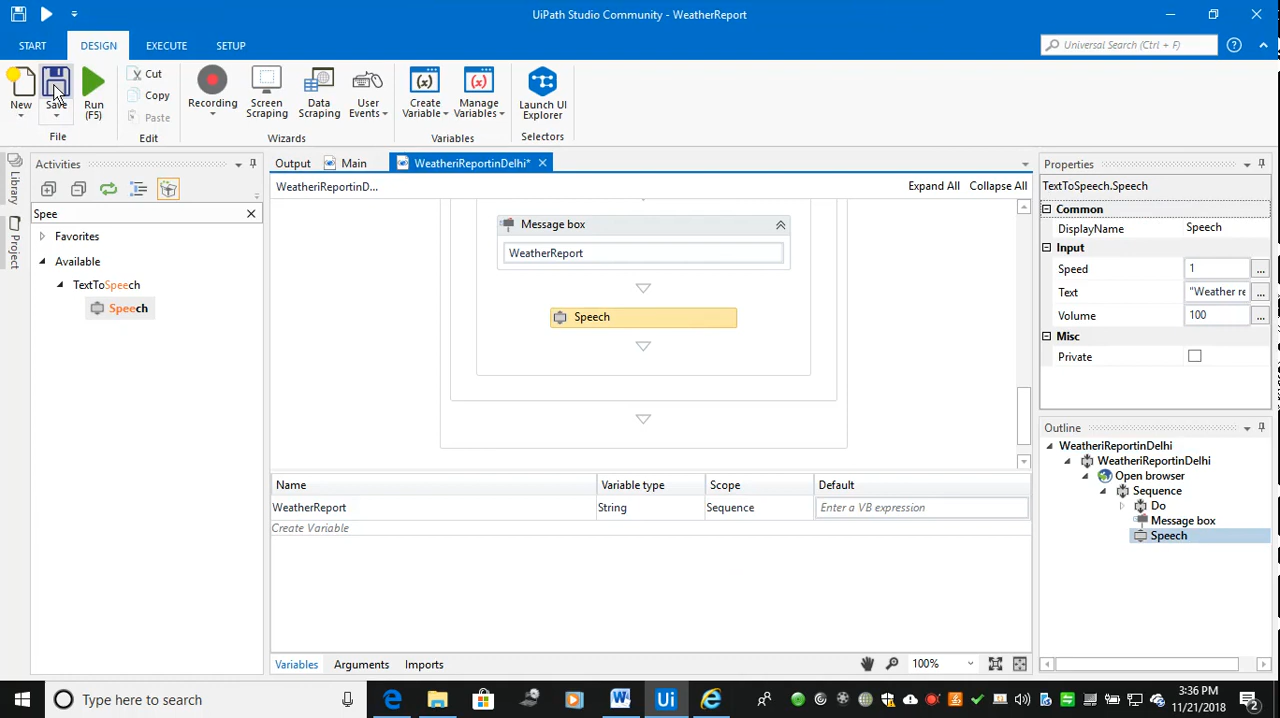 UiPath Studio Community - WeatherReport
START DESIGN EXECUTE SETUP
Universal Search (Ctrl + F)
New
Save
Run
(F5)
File
Cut
Copy
Paste
Edit
Recording
Screen
Scraping
Data
Scraping
User
Events
Wizards
Create
Variable
Manage
Variables
Variables
Launch UI
Explorer
Selectors
Library
Project
Activities
Spee
Favorites
Available
TextToSpeech
Speech
Output Main WeatheriReportinDelhi*
WeatheriReportinD... Expand All Collapse All
Message box
WeatherReport
Speech
Name Variable type Scope Default
WeatherReport String Sequence Enter a VB expression
Create Variable
Variables Arguments Imports 100%
Properties
TextToSpeech.Speech
Common
DisplayName Speech
Input
Speed 1 ...
Text "Weather re ...
Volume 100 ...
Misc
Private
Outline
WeatheriReportinDelhi
WeatheriReportinDelhi
Open browser
Sequence
Do
Message box
Speech
Type here to search
3:36 PM
11/21/2018
2